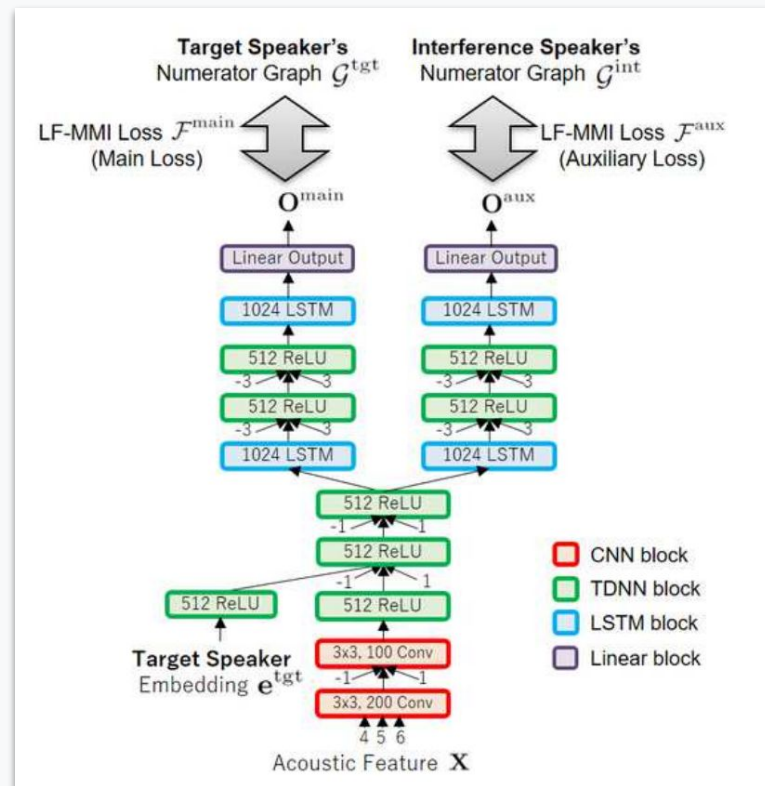 Target Speaker's
Numerator Graph 𝒢^tgt
Interference Speaker's
Numerator Graph 𝒢^int
LF-MMI Loss ℱ^main
(Main Loss)
LF-MMI Loss ℱ^aux
(Auxiliary Loss)
O^main
O^aux
Linear Output
Linear Output
1024 LSTM
1024 LSTM
512 ReLU
512 ReLU
-3 3
-3 3
512 ReLU
512 ReLU
-3 3
-3 3
1024 LSTM
1024 LSTM
512 ReLU
-1 1
512 ReLU
-1 1
512 ReLU
512 ReLU
3x3, 100 Conv
-1 1
3x3, 200 Conv
4 5 6
Target Speaker
Embedding e^tgt
Acoustic Feature X
CNN block
TDNN block
LSTM block
Linear block